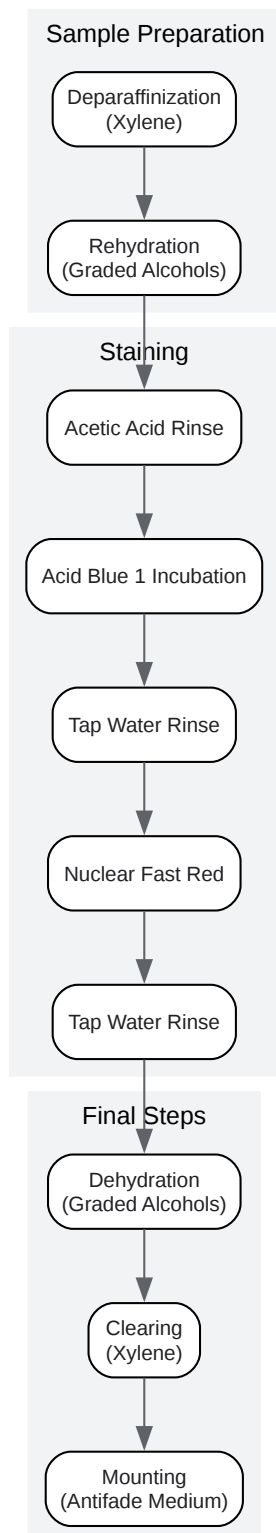 Sample Preparation
Deparaffinization
(Xylene)
Rehydration
(Graded Alcohols)
Staining
Acetic Acid Rinse
Acid Blue 1 Incubation
Tap Water Rinse
Nuclear Fast Red
Tap Water Rinse
Final Steps
Dehydration
(Graded Alcohols)
Clearing
(Xylene)
Mounting
(Antifade Medium)